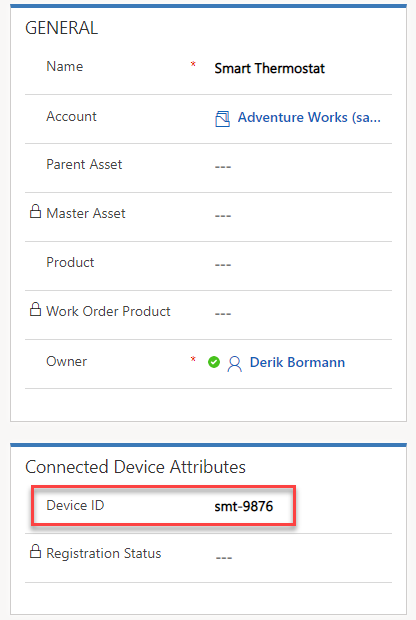 GENERAL
Name * Smart Thermostat
Account Adventure Works (sa...
Parent Asset ---
Master Asset ---
Product ---
Work Order Product ---
Owner * Derik Bormann
Connected Device Attributes
Device ID smt-9876
Registration Status ---